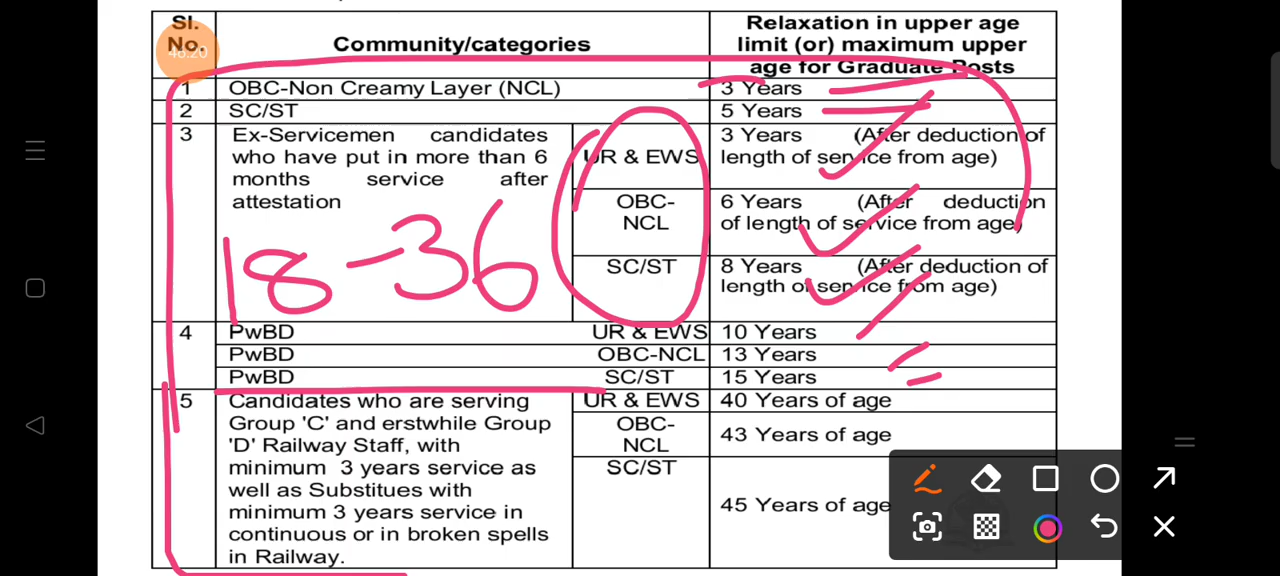 Sl. No. Community/categories Relaxation in upper age limit (or) maximum upper age for Graduate Posts
48:20
1 OBC-Non Creamy Layer (NCL) 3 Years
2 SC/ST 5 Years
3 Ex-Servicemen candidates who have put in more than 6 months service after attestation
UR & EWS 3 Years (After deduction of length of service from age)
OBC-NCL 6 Years (After deduction of length of service from age)
SC/ST 8 Years (After deduction of length of service from age)
18-36
4 PwBD UR & EWS 10 Years
PwBD OBC-NCL 13 Years
PwBD SC/ST 15 Years
5 Candidates who are serving Group 'C' and erstwhile Group 'D' Railway Staff, with minimum 3 years service as well as Substitues with minimum 3 years service in continuous or in broken spells in Railway.
UR & EWS 40 Years of age
OBC-NCL 43 Years of age
SC/ST 45 Years of age